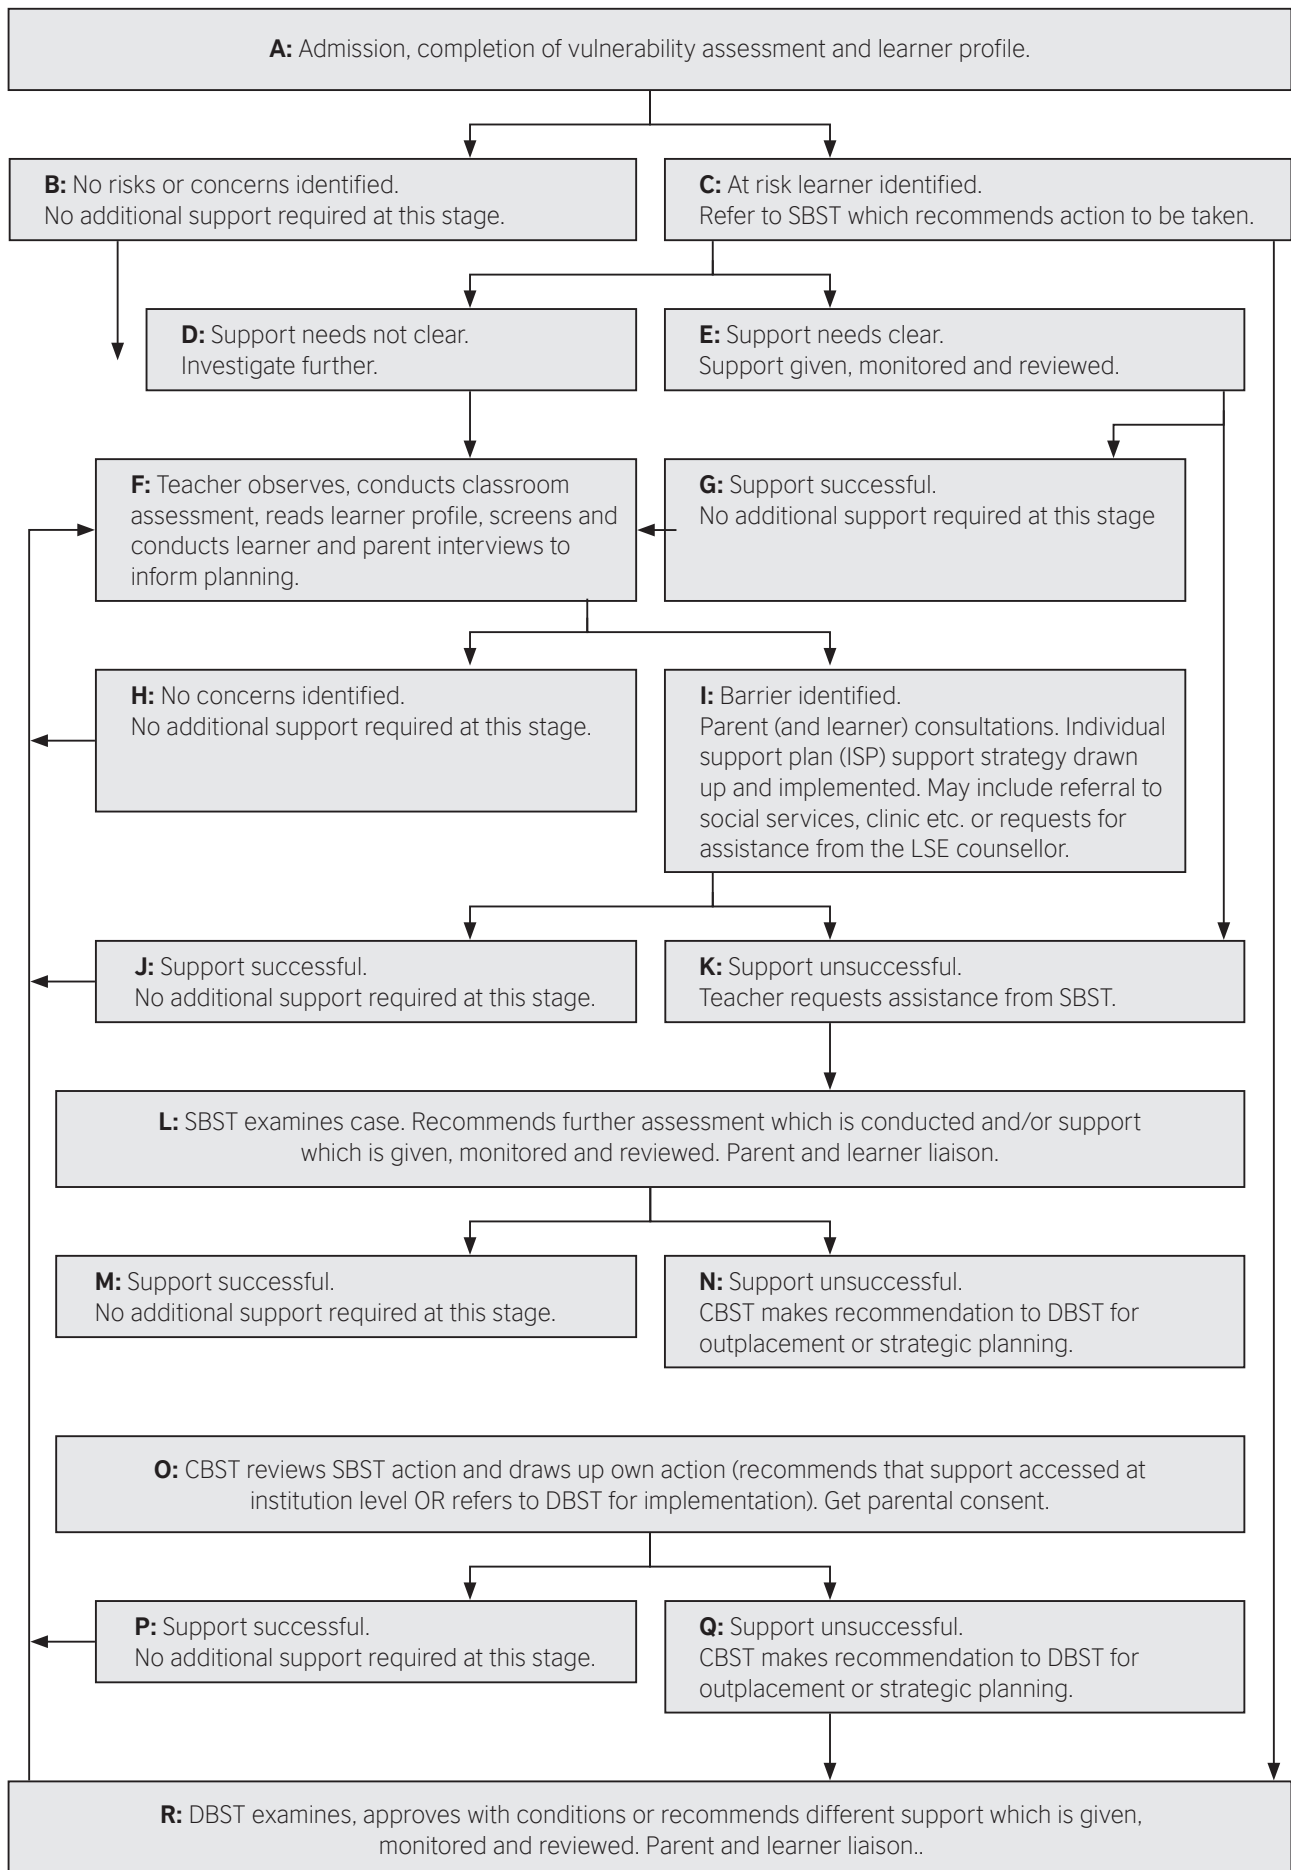 A: Admission, completion of vulnerability assessment and learner profile.
B: No risks or concerns identified.
No additional support required at this stage.
C: At risk learner identified.
Refer to SBST which recommends action to be taken.
D: Support needs not clear.
Investigate further.
E: Support needs clear.
Support given, monitored and reviewed.
F: Teacher observes, conducts classroom
assessment, reads learner profile, screens and
conducts learner and parent interviews to
inform planning.
G: Support successful.
No additional support required at this stage
H: No concerns identified.
No additional support required at this stage.
I: Barrier identified.
Parent (and learner) consultations. Individual
support plan (ISP) support strategy drawn
up and implemented. May include referral to
social services, clinic etc. or requests for
assistance from the LSE counsellor.
J: Support successful.
No additional support required at this stage.
K: Support unsuccessful.
Teacher requests assistance from SBST.
L: SBST examines case. Recommends further assessment which is conducted and/or support
which is given, monitored and reviewed. Parent and learner liaison.
M: Support successful.
No additional support required at this stage.
N: Support unsuccessful.
CBST makes recommendation to DBST for
outplacement or strategic planning.
O: CBST reviews SBST action and draws up own action (recommends that support accessed at
institution level OR refers to DBST for implementation). Get parental consent.
P: Support successful.
No additional support required at this stage.
Q: Support unsuccessful.
CBST makes recommendation to DBST for
outplacement or strategic planning.
R: DBST examines, approves with conditions or recommends different support which is given,
monitored and reviewed. Parent and learner liaison..